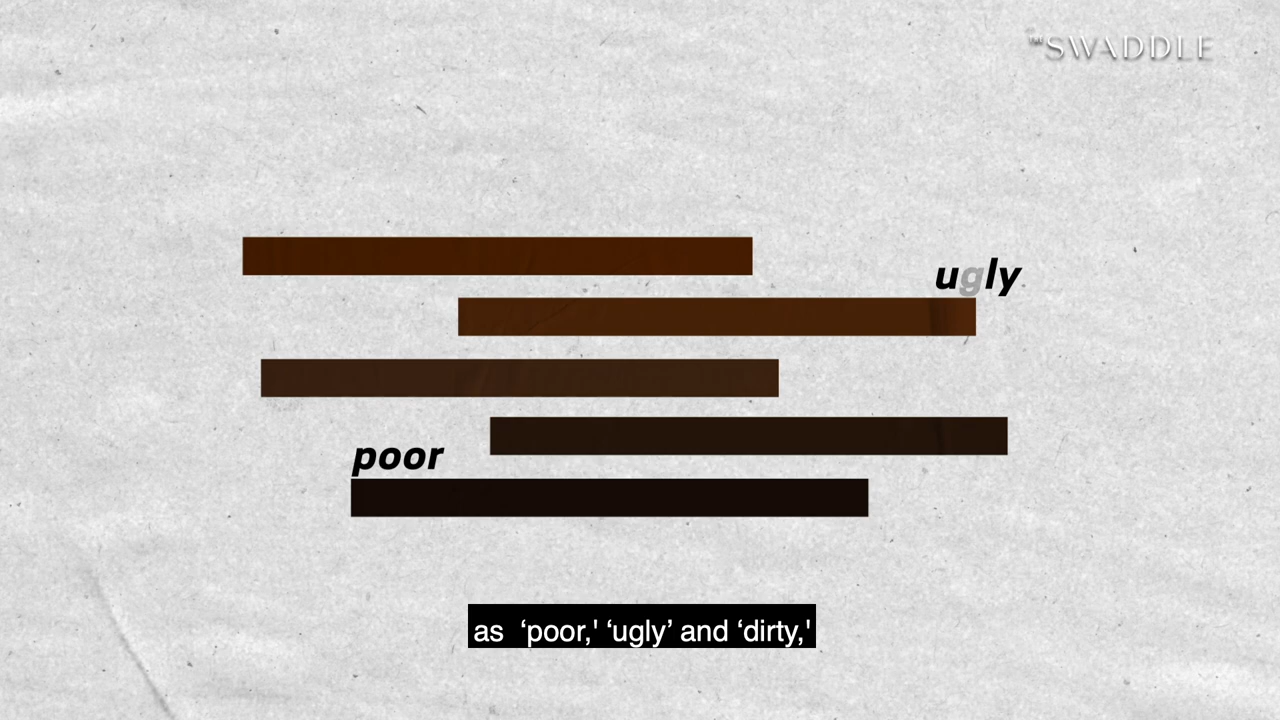 THE SWADDLE
ugly
poor
as  ‘poor,' ‘ugly’ and ‘dirty,'